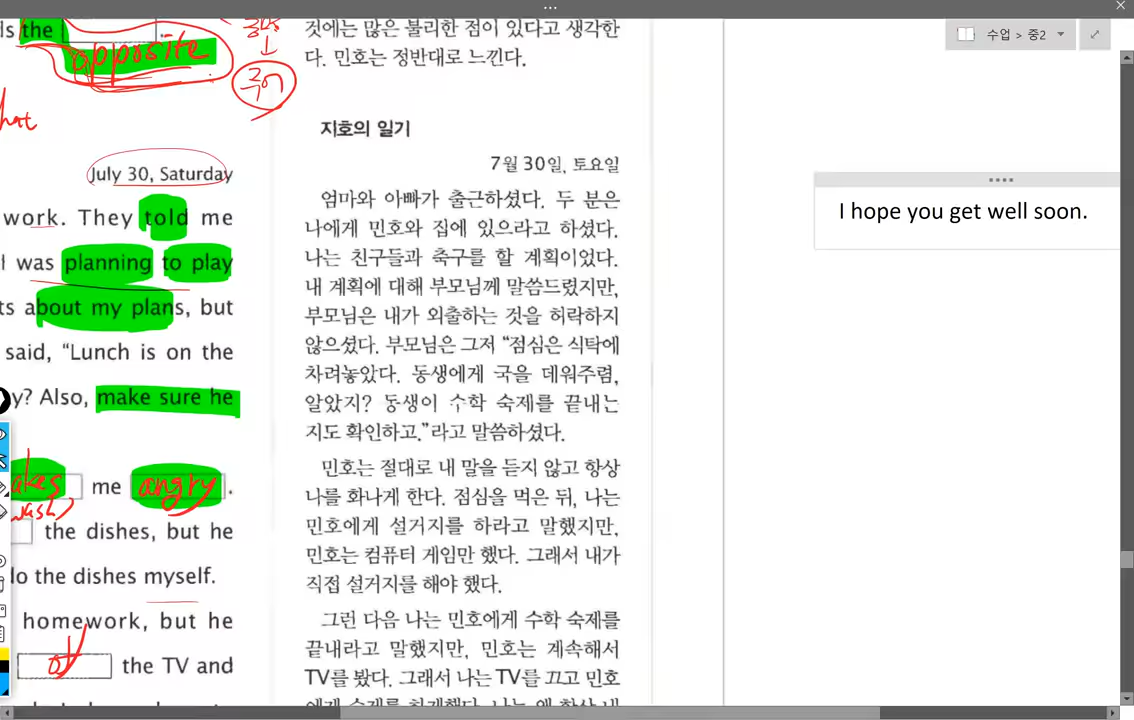 s the
opposite
hat
July 30, Saturday
work. They told me
I was planning to play
ts about my plans, but
said, “Lunch is on the
y? Also, make sure he
akes me angry.
wash)
the dishes, but he
do the dishes myself.
homework, but he
the TV and
것에는 많은 불리한 점이 있다고 생각한
다. 민호는 정반대로 느낀다.
지호의 일기
7월 30일, 토요일
엄마와 아빠가 출근하셨다. 두 분은
나에게 민호와 집에 있으라고 하셨다.
나는 친구들과 축구를 할 계획이었다.
내 계획에 대해 부모님께 말씀드렸지만,
부모님은 내가 외출하는 것을 허락하지
않으셨다. 부모님은 그저 “점심은 식탁에
차려놓았다. 동생에게 국을 데워주렴,
알았지? 동생이 수학 숙제를 끝내는
지도 확인하고.”라고 말씀하셨다.
민호는 절대로 내 말을 듣지 않고 항상
나를 화나게 한다. 점심을 먹은 뒤, 나는
민호에게 설거지를 하라고 말했지만,
민호는 컴퓨터 게임만 했다. 그래서 내가
직접 설거지를 해야 했다.
그런 다음 나는 민호에게 수학 숙제를
끝내라고 말했지만, 민호는 계속해서
TV를 봤다. 그래서 나는 TV를 끄고 민호
수업 > 중2
I hope you get well soon.